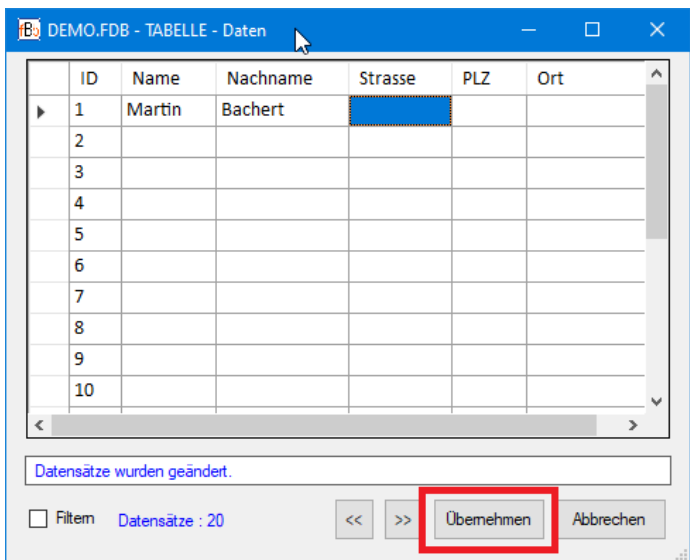 fBo DEMO.FDB - TABELLE - Daten
ID Name Nachname Strasse PLZ Ort
1 Martin Bachert
2
3
4
5
6
7
8
9
10
Datensätze wurden geändert.
Filtern Datensätze : 20 << >> Übernehmen Abbrechen